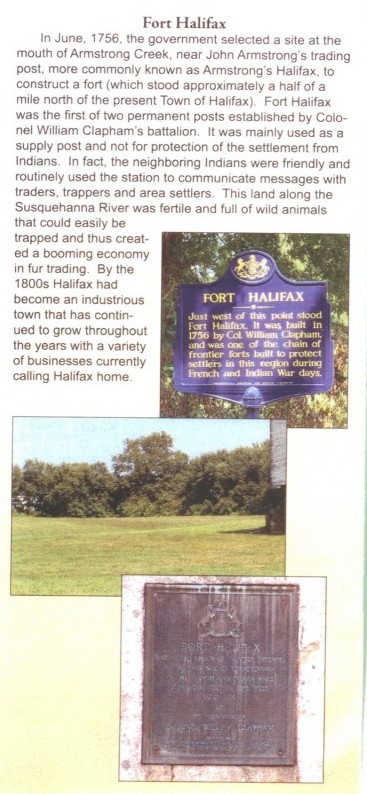 Fort Halifax
In June, 1756, the government selected a site at the
mouth of Armstrong Creek, near John Armstrong's trading
post, more commonly known as Armstrong's Halifax, to
construct a fort (which stood approximately a half of a
mile north of the present Town of Halifax). Fort Halifax
was the first of two permanent posts established by Colo-
nel William Clapham's battalion. It was mainly used as a
supply post and not for protection of the settlement from
Indians. In fact, the neighboring Indians were friendly and
routinely used the station to communicate messages with
traders, trappers and area settlers. This land along the
Susquehanna River was fertile and full of wild animals
that could easily be
trapped and thus creat-
ed a booming economy
in fur trading. By the
1800s Halifax had
become an industrious
town that has contin-
ued to grow throughout
the years with a variety
of businesses currently
calling Halifax home.
FORT HALIFAX
Just west of this point stood
Fort Halifax. It was built in
1756 by Col. William Clapham,
and was one of the chain of
frontier forts built to protect
settlers in this region during
French and Indian War days.
FORT HALIFAX
CLAPHAM